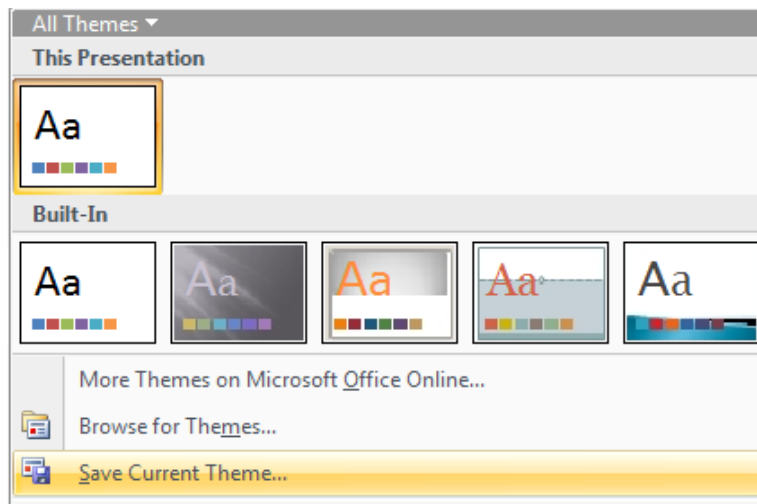 All Themes
This Presentation
Aa
Built-In
Aa Aa Aa Aa Aa
More Themes on Microsoft Office Online...
Browse for Themes...
Save Current Theme...